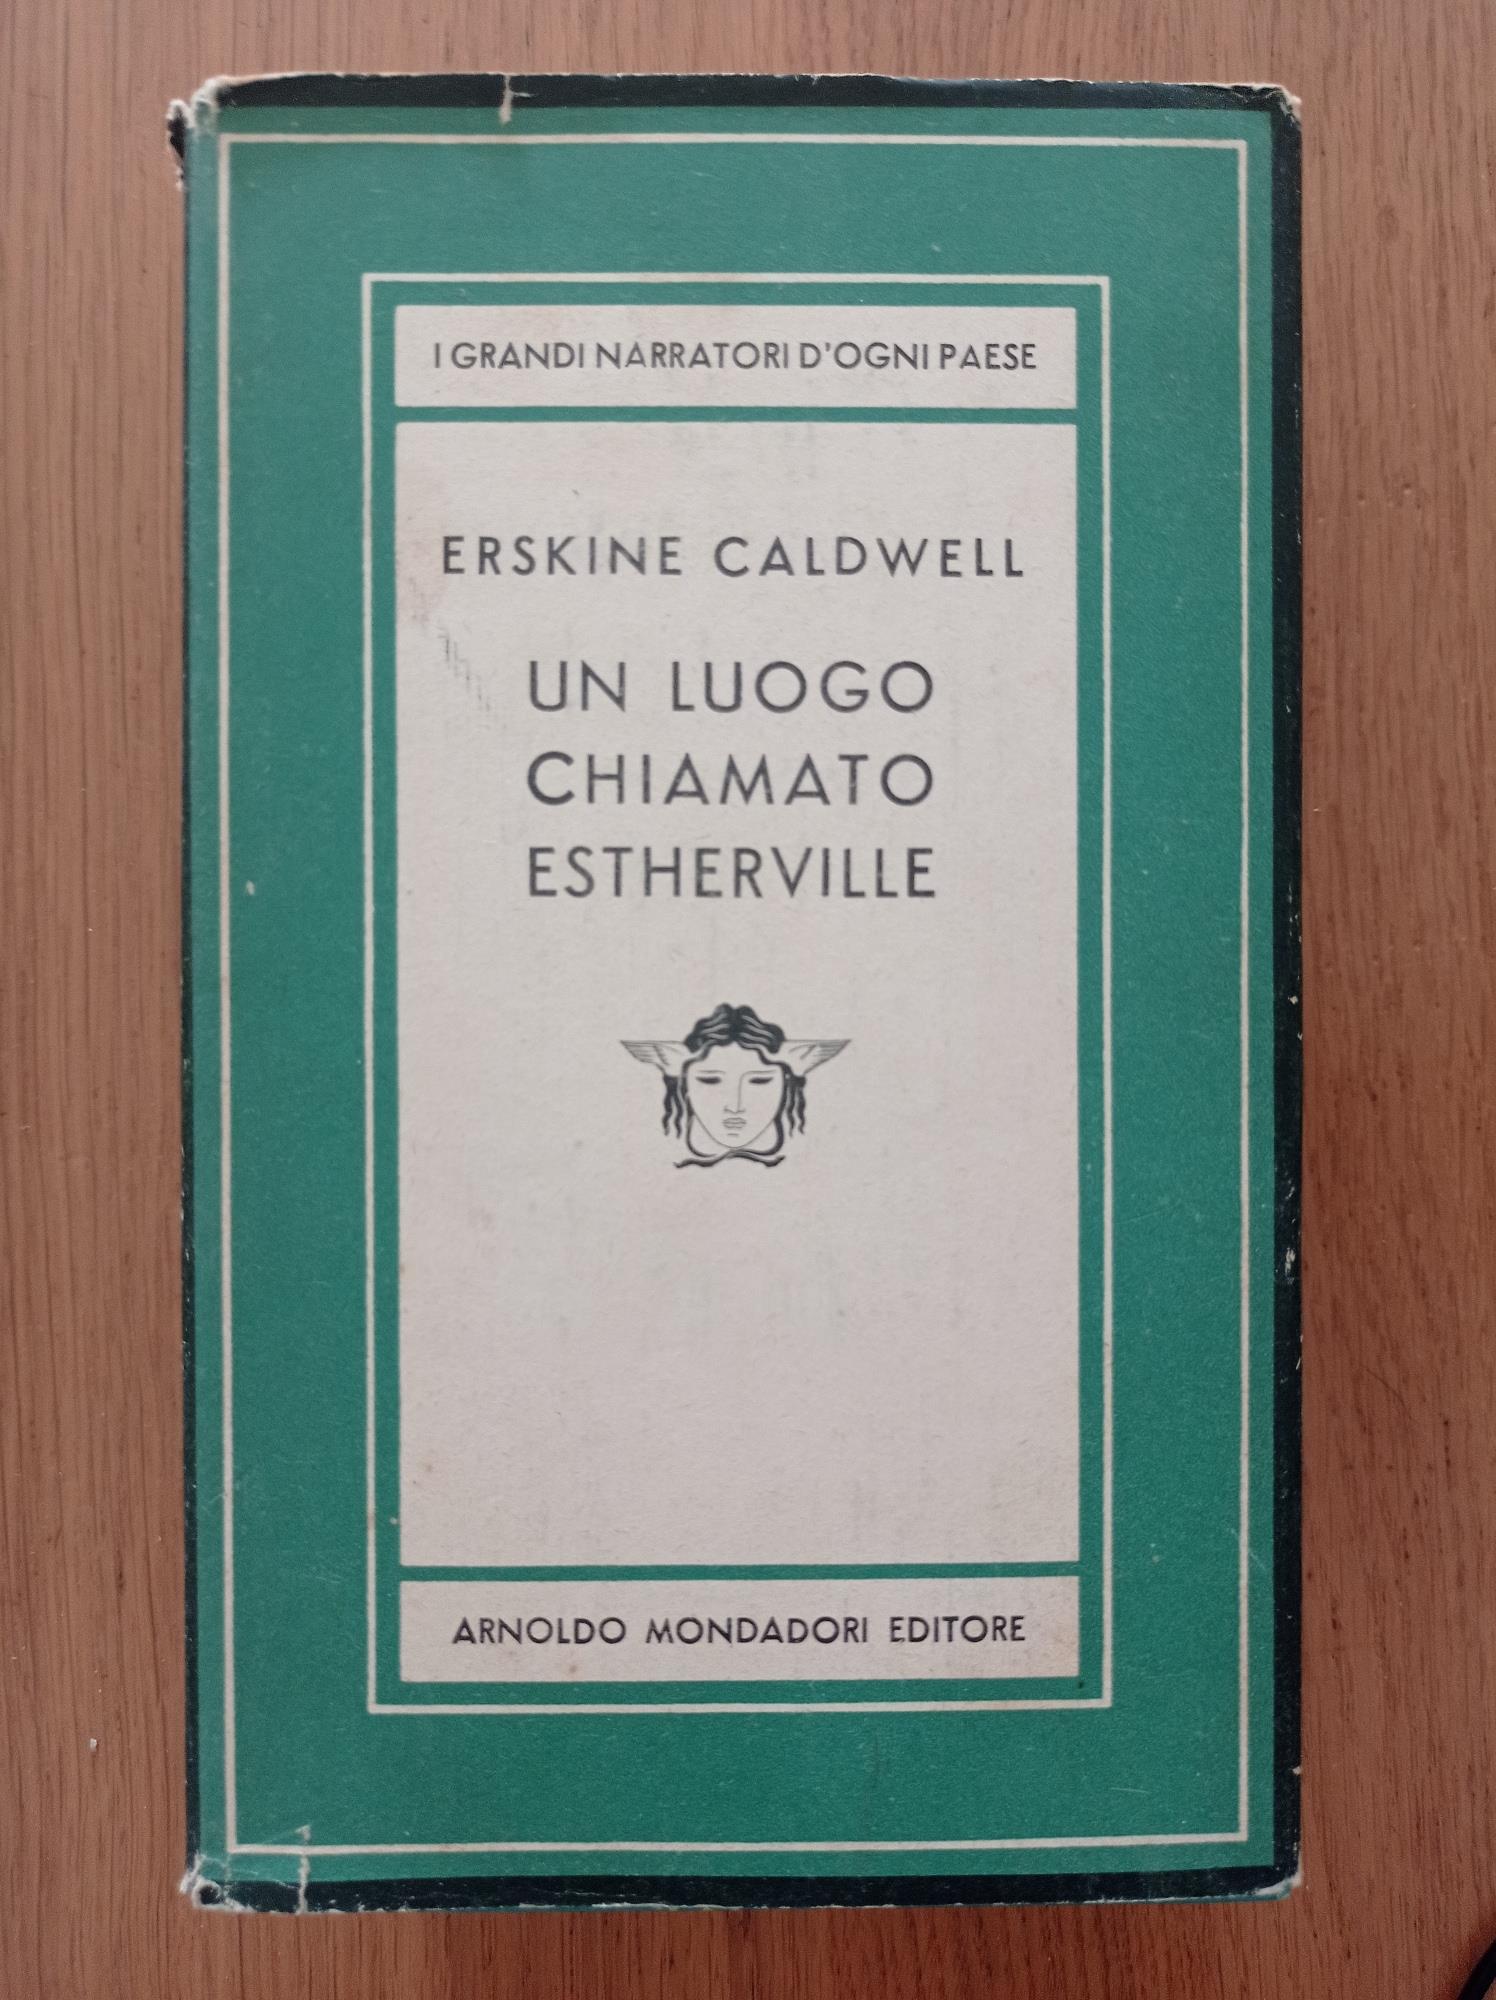 I GRANDI NARRATORI D'OGNI PAESE
ERSKINE CALDWELL
UN LUOGO
CHIAMATO
ESTHERVILLE
ARNOLDO MONDADORI EDITORE